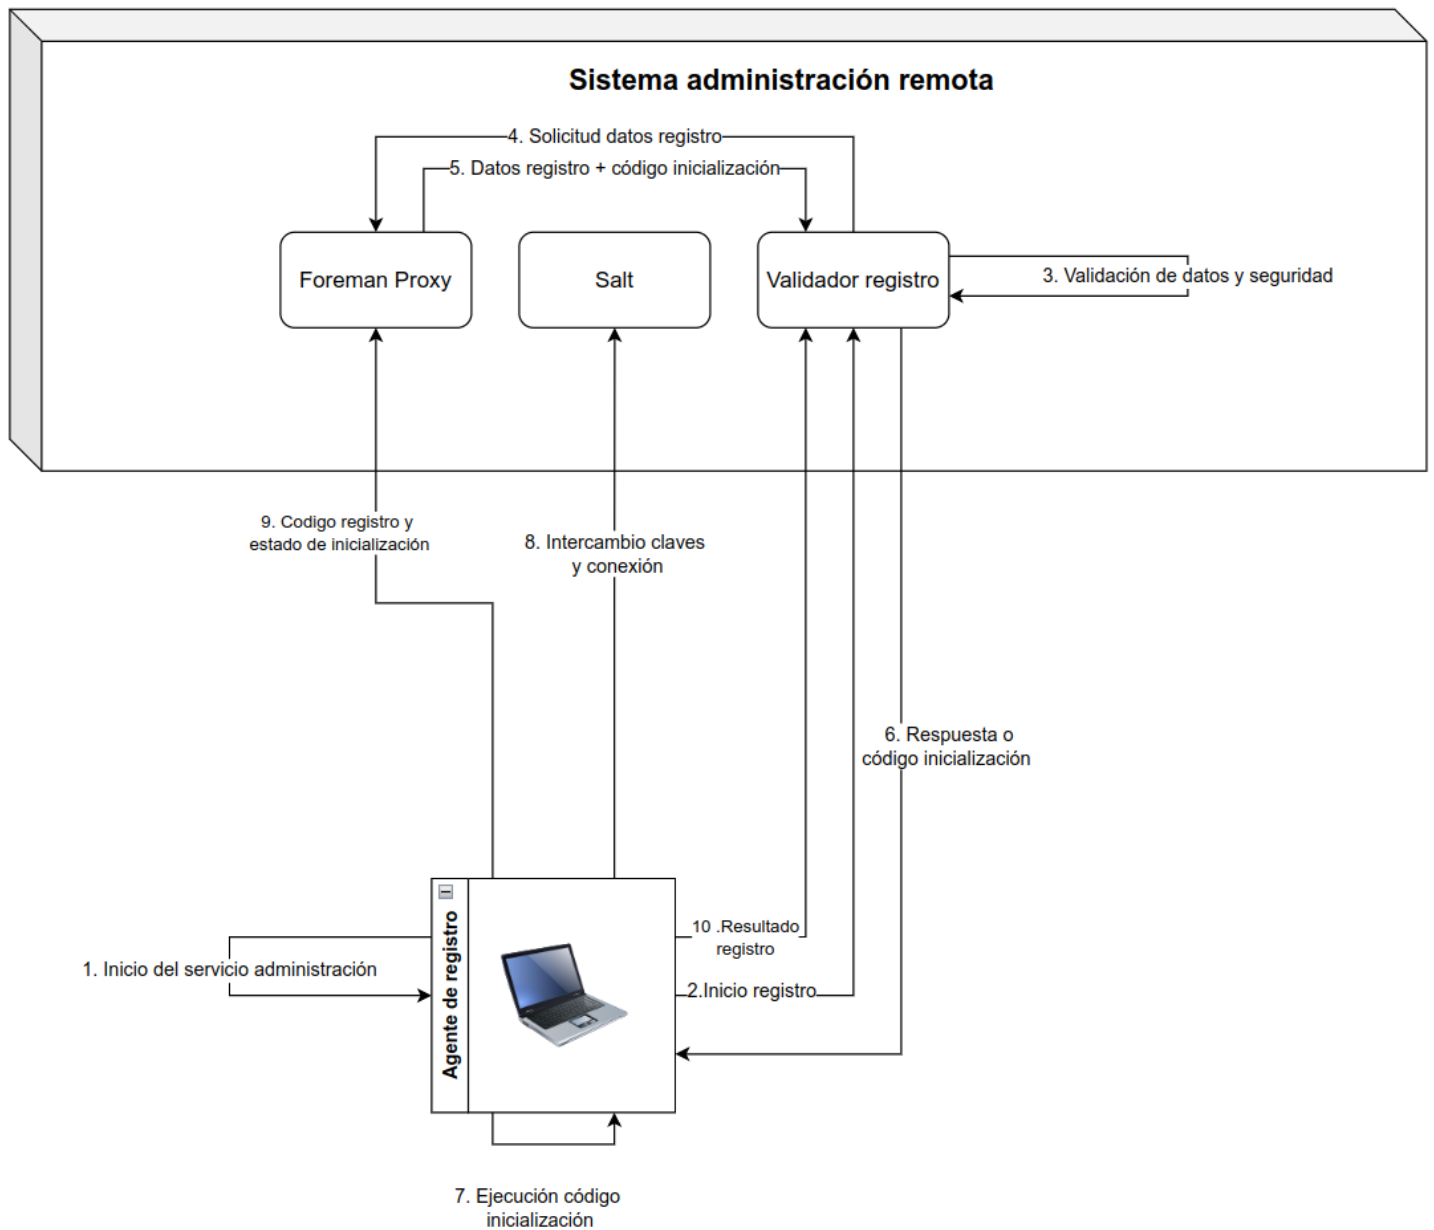 Sistema administración remota
4. Solicitud datos registro
5. Datos registro + código inicialización
Foreman Proxy
Salt
Validador registro
3. Validación de datos y seguridad
9. Codigo registro y
estado de inicialización
8. Intercambio claves
y conexión
6. Respuesta o
código inicialización
Agente de registro
10 .Resultado
registro
1. Inicio del servicio administración
2.Inicio registro
7. Ejecución código
inicialización